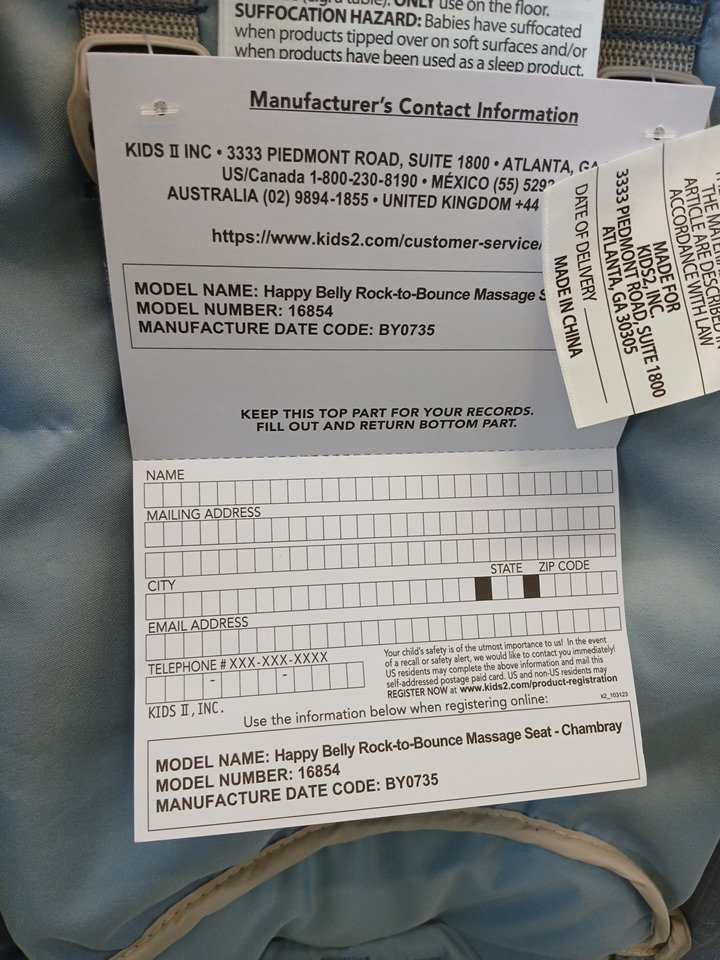 ONLY use on the floor.
SUFFOCATION HAZARD: Babies have suffocated
when products tipped over on soft surfaces and/or
when products have been used as a sleep product.
Manufacturer's Contact Information
KIDS II INC • 3333 PIEDMONT ROAD, SUITE 1800 • ATLANTA, GA
US/Canada 1-800-230-8190 • MÉXICO (55) 5292
AUSTRALIA (02) 9894-1855 • UNITED KINGDOM +44
https://www.kids2.com/customer-service/
MODEL NAME: Happy Belly Rock-to-Bounce Massage S
MODEL NUMBER: 16854
MANUFACTURE DATE CODE: BY0735
KEEP THIS TOP PART FOR YOUR RECORDS.
FILL OUT AND RETURN BOTTOM PART.
ARTICLE ARE DESCRIBED IN
ACCORDANCE WITH LAW
MADE FOR
KIDS2, INC.
3333 PIEDMONT ROAD, SUITE 1800
ATLANTA, GA 30305
DATE OF DELIVERY
MADE IN CHINA
NAME
MAILING ADDRESS
CITY STATE ZIP CODE
EMAIL ADDRESS
TELEPHONE # XXX-XXX-XXXX
- -
Your child's safety is of the utmost importance to us! In the event
of a recall or safety alert, we would like to contact you immediately!
US residents may complete the above information and mail this
self-addressed postage paid card. US and non-US residents may
REGISTER NOW at www.kids2.com/product-registration
k2_103123
KIDS II, INC.
Use the information below when registering online:
MODEL NAME: Happy Belly Rock-to-Bounce Massage Seat - Chambray
MODEL NUMBER: 16854
MANUFACTURE DATE CODE: BY0735